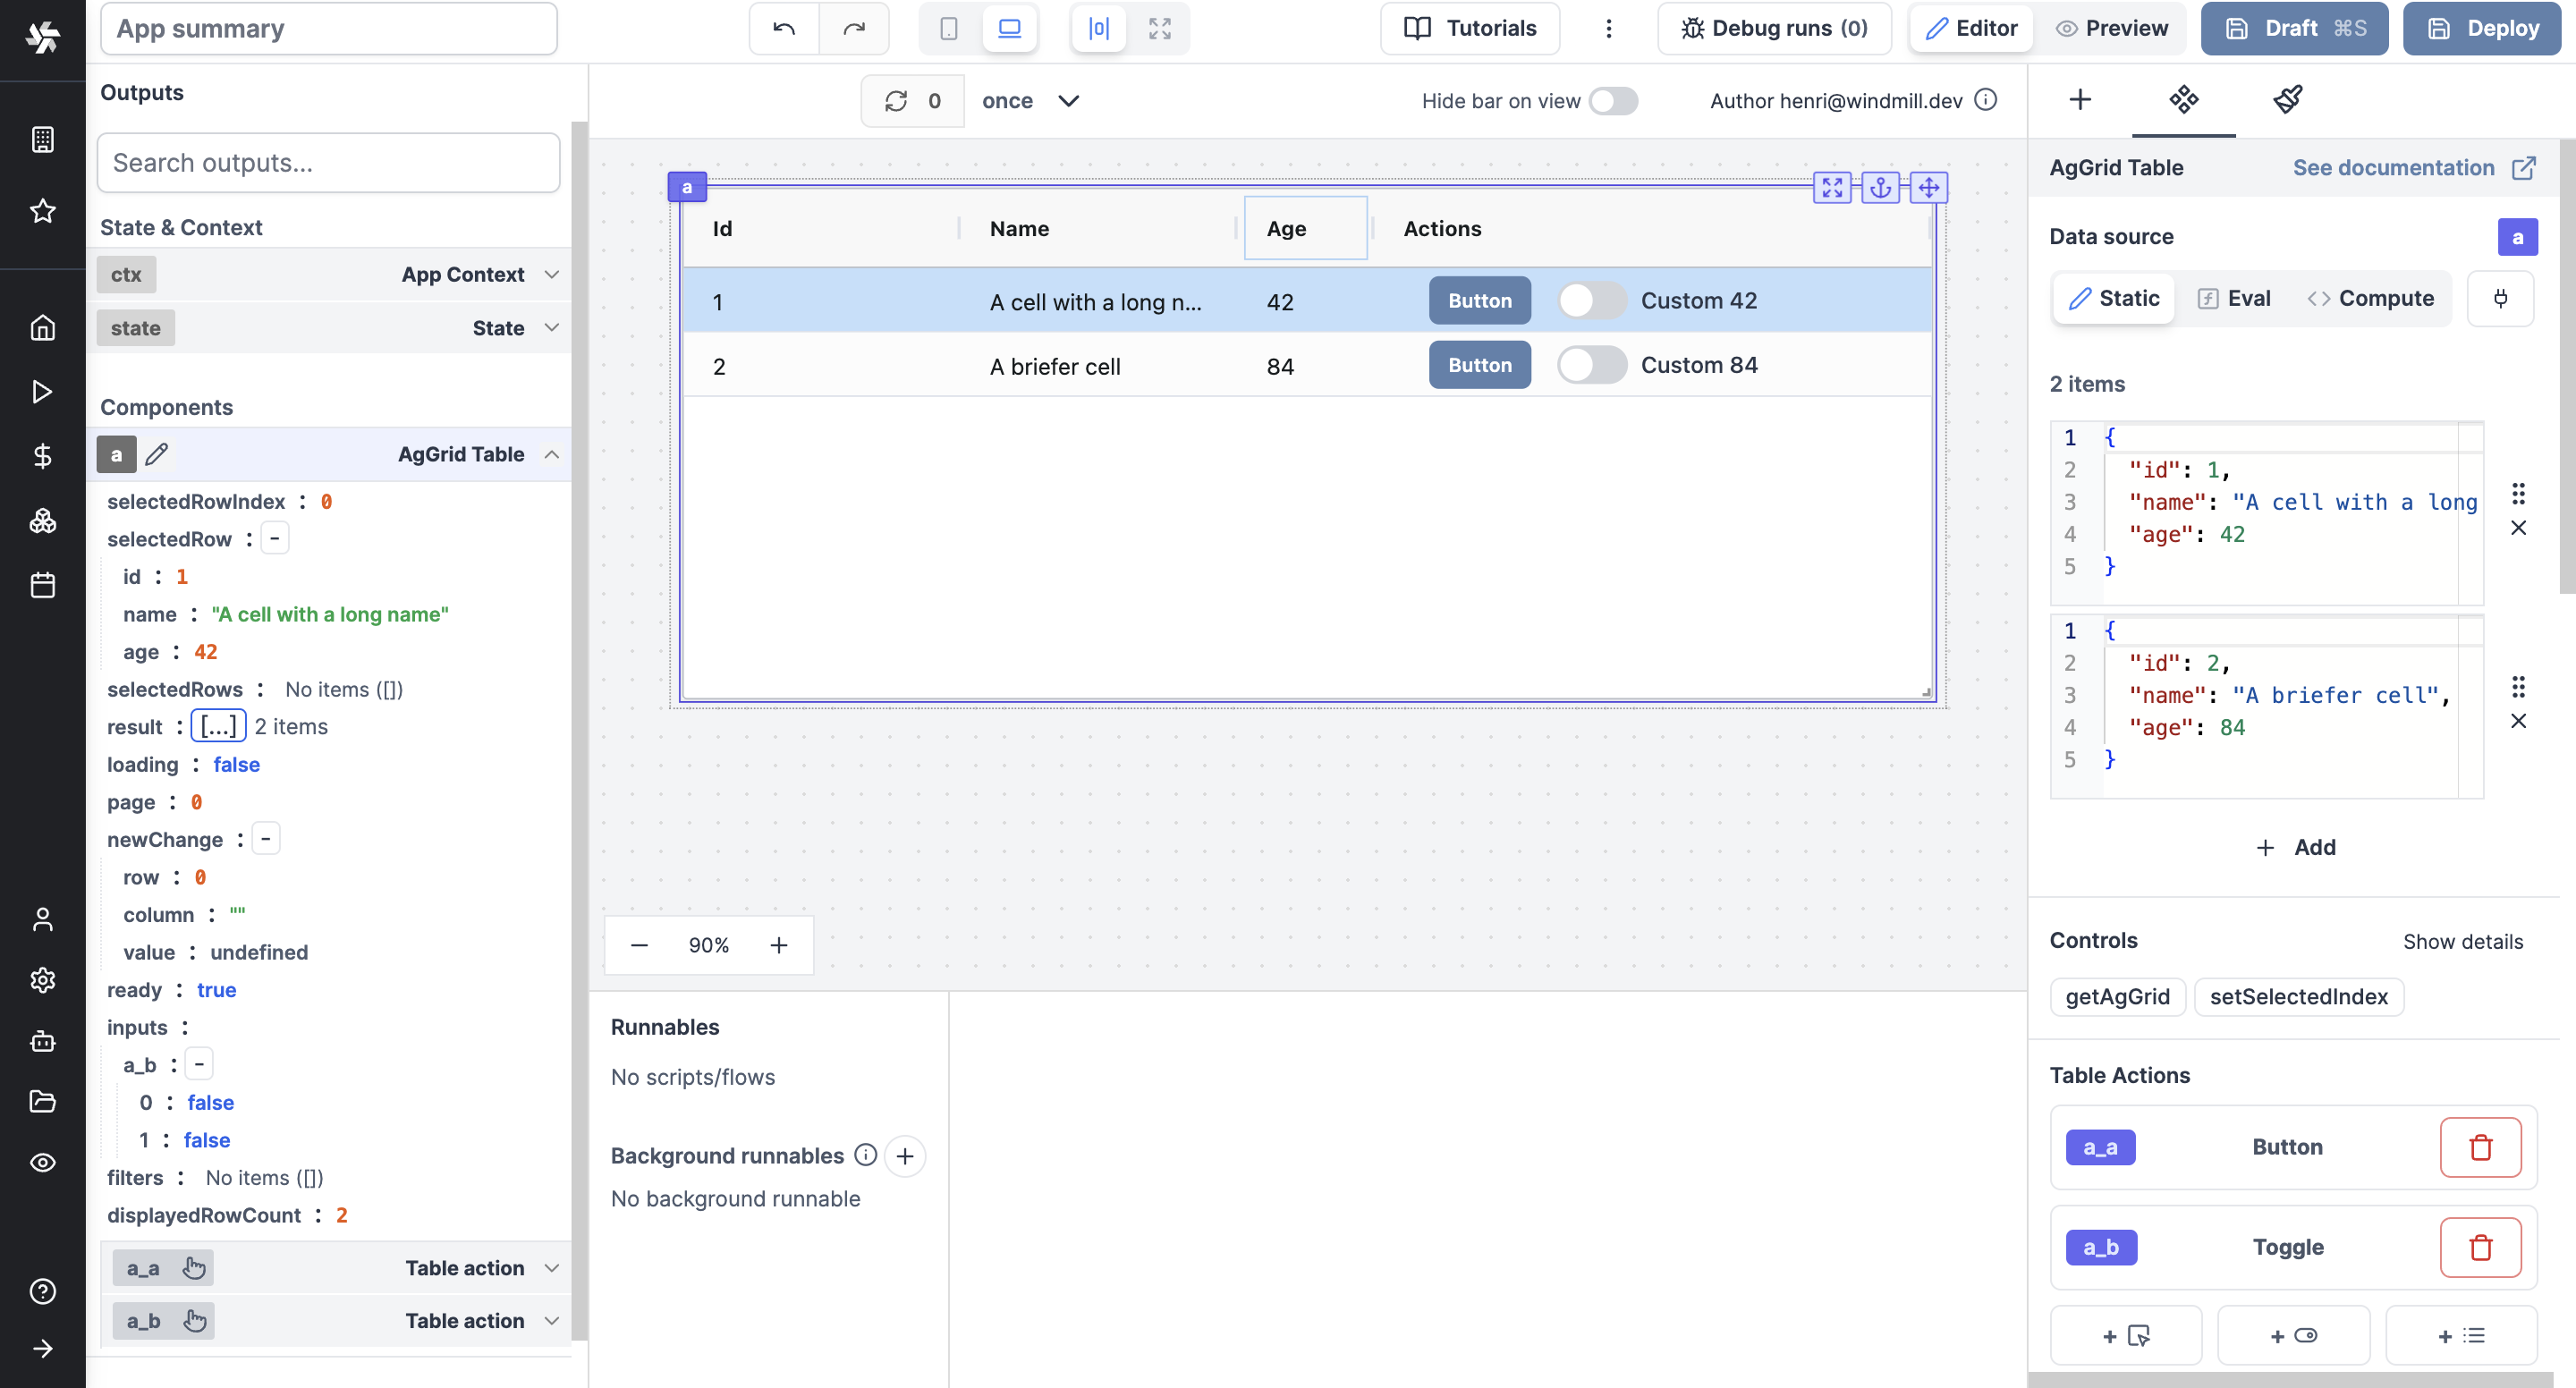 App summary
Tutorials
Debug runs (0)
Editor
Preview
Draft ⌘S
Deploy
Outputs
Search outputs...
State & Context
ctx App Context
state State
Components
a AgGrid Table
selectedRowIndex : 0
selectedRow : -
id : 1
name : "A cell with a long name"
age : 42
selectedRows : No items ([])
result : [...] 2 items
loading : false
page : 0
newChange : -
row : 0
column : ""
value : undefined
ready : true
inputs :
a_b : -
0 : false
1 : false
filters : No items ([])
displayedRowCount : 2
a_a Table action
a_b Table action
0 once
Hide bar on view
Author henri@windmill.dev
a
Id Name Age Actions
1 A cell with a long n... 42 Button Custom 42
2 A briefer cell 84 Button Custom 84
90%
Runnables
No scripts/flows
Background runnables
No background runnable
AgGrid Table See documentation
Data source a
Static Eval Compute
2 items
1 {
2 "id": 1,
3 "name": "A cell with a long
4 "age": 42
5 }
1 {
2 "id": 2,
3 "name": "A briefer cell",
4 "age": 84
5 }
+ Add
Controls Show details
getAgGrid setSelectedIndex
Table Actions
a_a Button
a_b Toggle